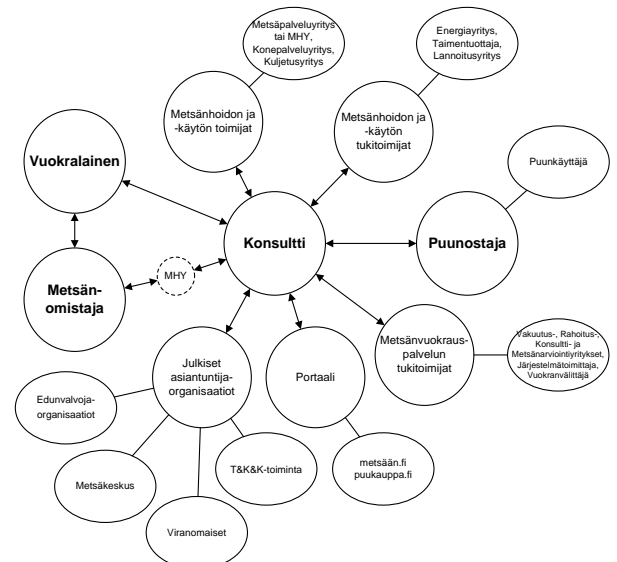 Metsäpalveluyritys
tai MHY,
Konepalveluyritys,
Kuljetusyritys
Energiayritys,
Taimentuottaja,
Lannoitusyritys
Metsänhoidon ja
-käytön toimijat
Metsänhoidon ja
-käytön
tukitoimijat
Vuokralainen
Puunkäyttäjä
Konsultti
Puunostaja
MHY
Metsän-
omistaja
Metsänvuokraus-
palvelun
tukitoimijat
Vakuutus-, Rahoitus-,
Konsultti- ja
Metsänarviointiyritykset,
Järjestelmätoimittaja,
Vuokranvälittäjä
Julkiset
asiantuntija-
organisaatiot
Portaali
Edunvalvoja-
organisaatiot
T&K&K-toiminta
metsään.fi
puukauppa.fi
Metsäkeskus
Viranomaiset